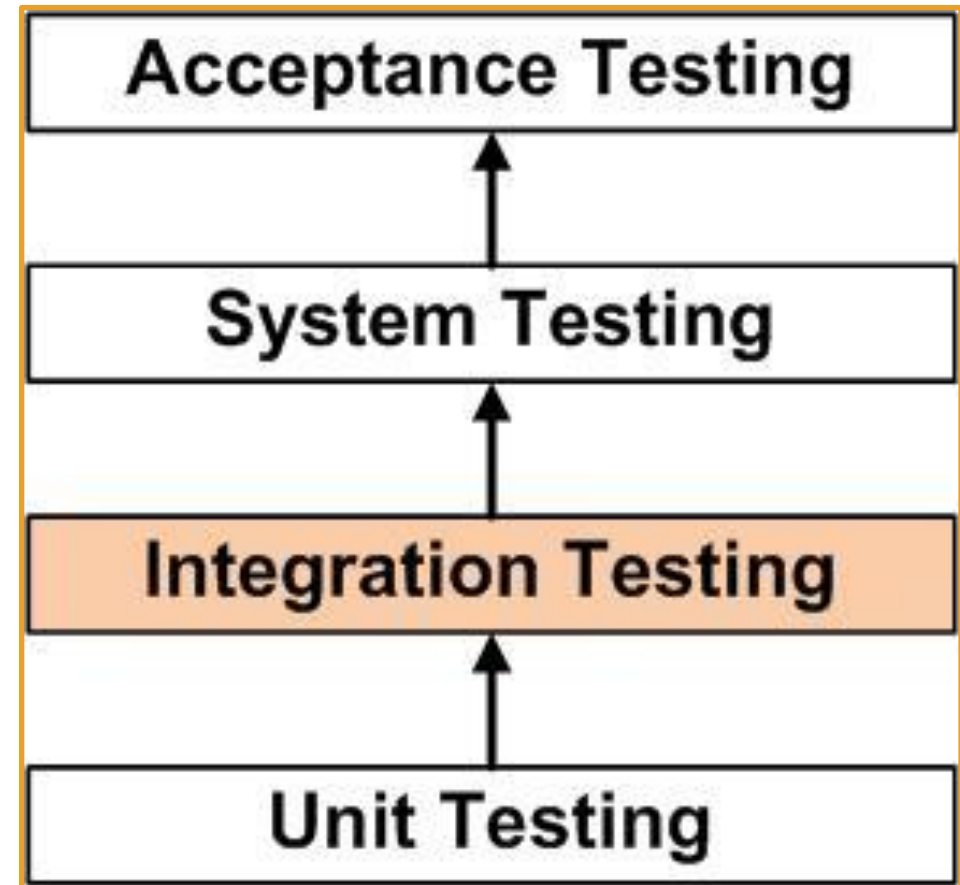 Acceptance Testing
System Testing
Integration Testing
Unit Testing